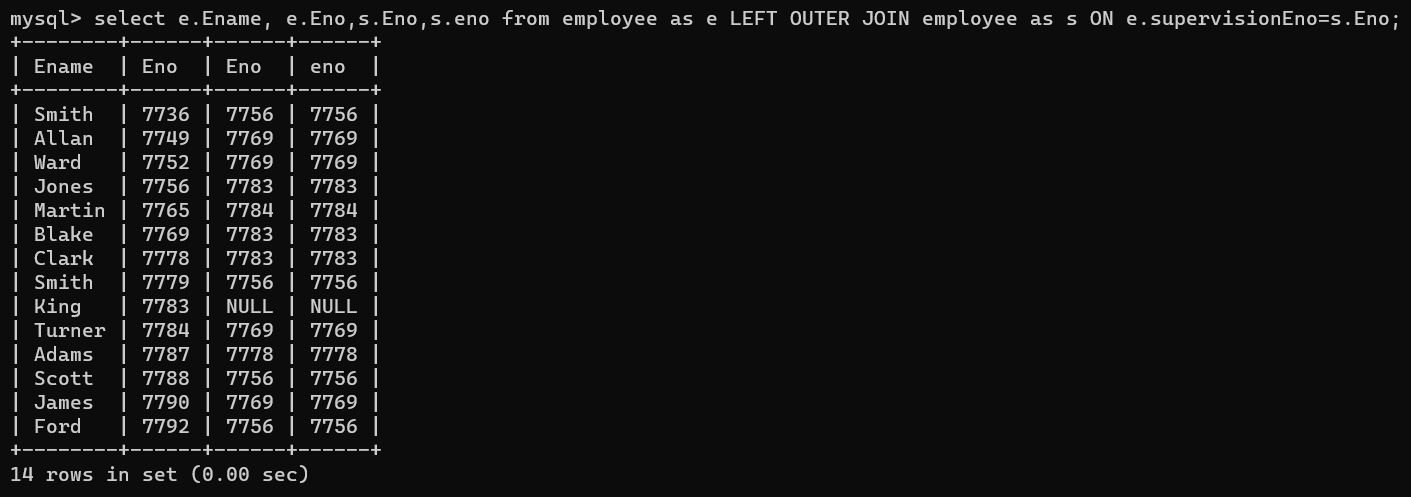 mysql> select e.Ename, e.Eno,s.Eno,s.eno from employee as e LEFT OUTER JOIN employee as s ON e.supervisionEno=s.Eno;
+--------+------+------+------+
| Ename  | Eno  | Eno  | eno  |
+--------+------+------+------+
| Smith  | 7736 | 7756 | 7756 |
| Allan  | 7749 | 7769 | 7769 |
| Ward   | 7752 | 7769 | 7769 |
| Jones  | 7756 | 7783 | 7783 |
| Martin | 7765 | 7784 | 7784 |
| Blake  | 7769 | 7783 | 7783 |
| Clark  | 7778 | 7783 | 7783 |
| Smith  | 7779 | 7756 | 7756 |
| King   | 7783 | NULL | NULL |
| Turner | 7784 | 7769 | 7769 |
| Adams  | 7787 | 7778 | 7778 |
| Scott  | 7788 | 7756 | 7756 |
| James  | 7790 | 7769 | 7769 |
| Ford   | 7792 | 7756 | 7756 |
+--------+------+------+------+
14 rows in set (0.00 sec)